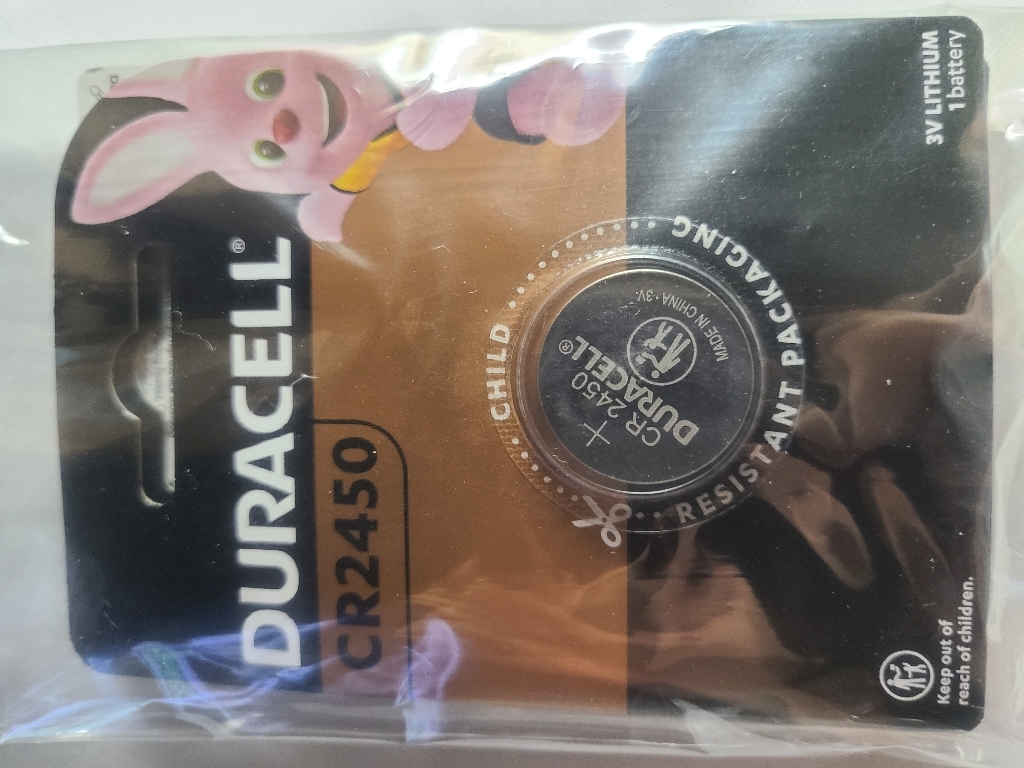 DURACELL®
CR2450
CHILD
RESISTANT PACKAGING
+
CR 2450
DURACELL®
MADE IN CHINA · 3V
Keep out of
reach of children.
3V LITHIUM
1 battery